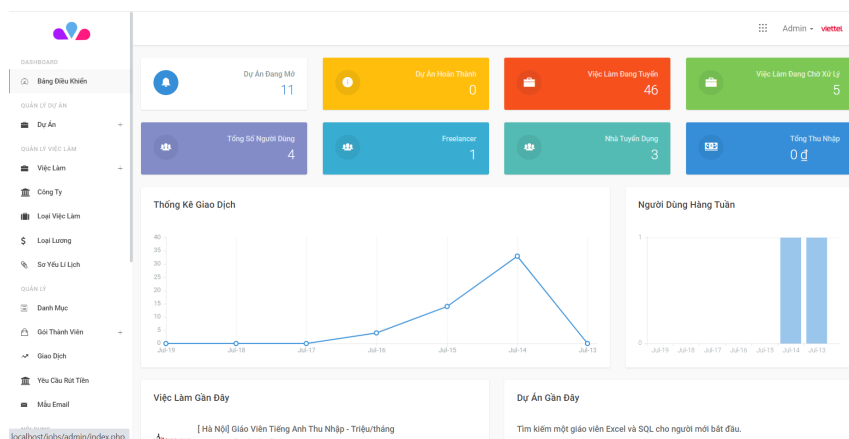 Admin
viettel
DASHBOARD
Bảng Điều Khiển
QUẢN LÝ DỰ ÁN
Dự Án +
QUẢN LÝ VIỆC LÀM
Việc Làm +
Công Ty
Loại Việc Làm
Loại Lương
Sơ Yếu Lí Lịch
QUẢN LÝ
Danh Mục
Gói Thành Viên +
Giao Dịch
Yêu Cầu Rút Tiền
Mẫu Email
localhost/jobs/admin/index.php
Dự Án Đang Mở
11
Dự Án Hoàn Thành
0
Việc Làm Đang Tuyển
46
Việc Làm Đang Chờ Xử Lý
5
Tổng Số Người Dùng
4
Freelancer
1
Nhà Tuyển Dụng
3
Tổng Thu Nhập
0 ₫
Thống Kê Giao Dịch
40
35
30
25
20
15
10
5
0
Jul-19 Jul-18 Jul-17 Jul-16 Jul-15 Jul-14 Jul-13
Người Dùng Hàng Tuần
1
0
Jul-19 Jul-18 Jul-17 Jul-16 Jul-15 Jul-14 Jul-13
Việc Làm Gần Đây
[ Hà Nội] Giáo Viên Tiếng Anh Thu Nhập - Triệu/tháng
Dự Án Gần Đây
Tìm kiếm một giáo viên Excel và SQL cho người mới bắt đầu.